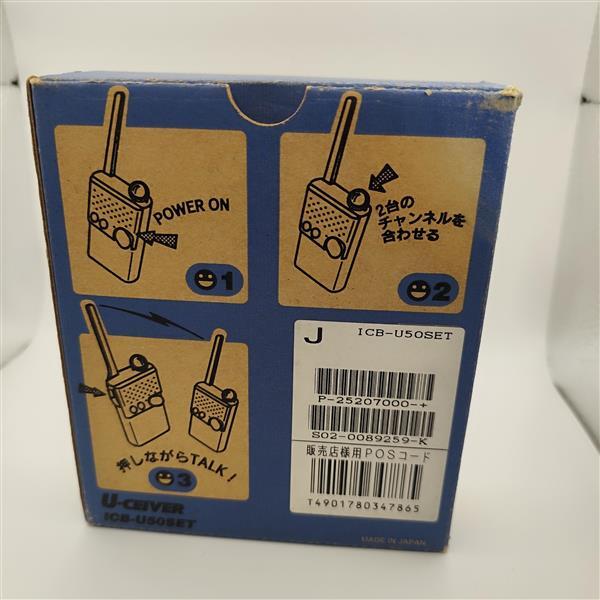 POWER ON
1
2台の
チャンネルを
合わせる
2
押しながらTALK!
3
U-CEIVER
ICB-U50SET
J ICB-U50SET
P-25207000-+
S02-0089259-K
販売店様用POSコード
T4901780347865
MADE IN JAPAN